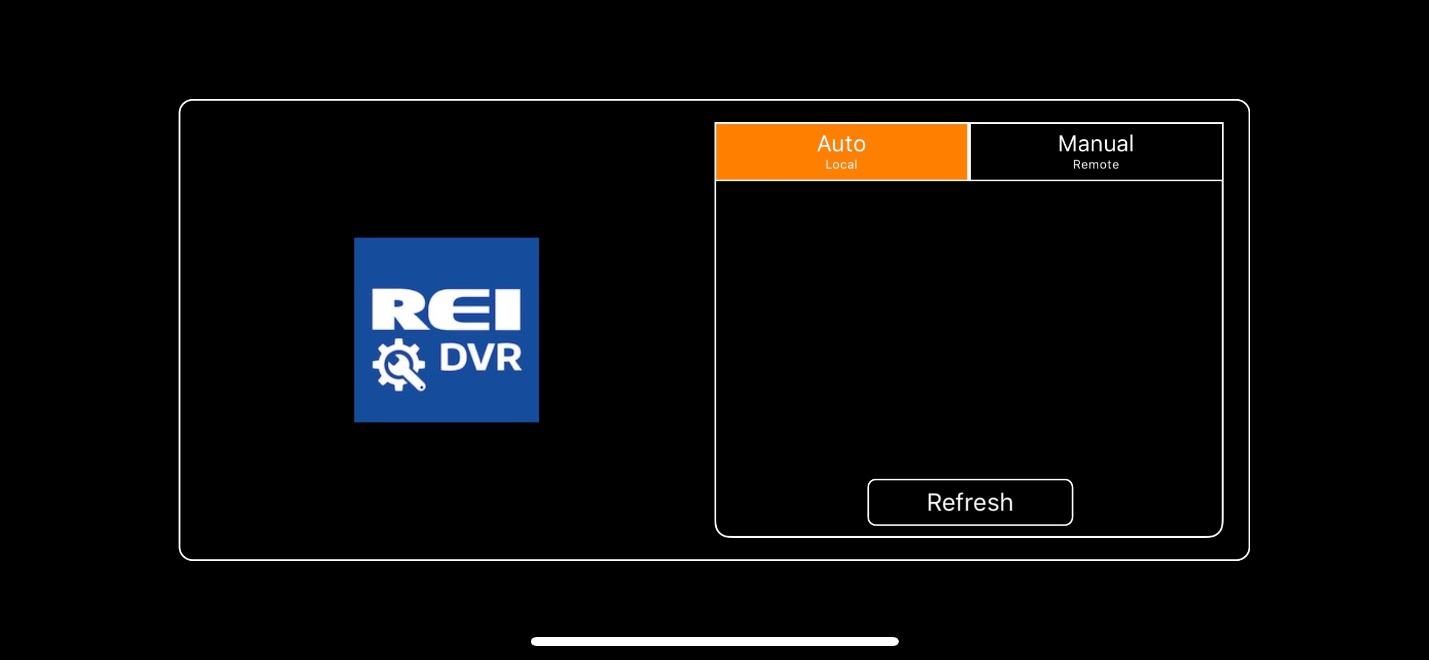 Auto
Local
Manual
Remote
REI
DVR
Refresh